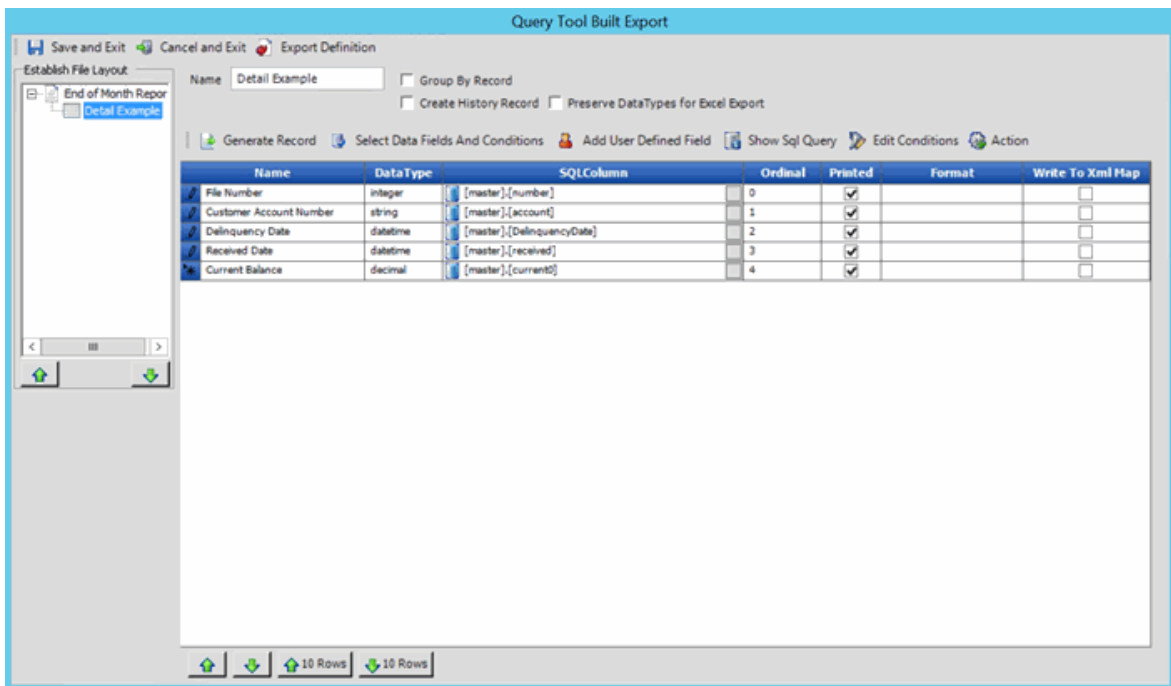 Query Tool Built Export
Save and Exit Cancel and Exit Export Definition
Establish File Layout
End of Month Repor
Detail Example
Name Detail Example Group By Record
Create History Record Preserve DataTypes for Excel Export
Generate Record Select Data Fields And Conditions Add User Defined Field Show Sql Query Edit Conditions Action
Name DataType SQLColumn Ordinal Printed Format Write To Xml Map
File Number integer [master].[number] 0
Customer Account Number string [master].[account] 1
Delinquency Date datetime [master].[DelinquencyDate] 2
Received Date datetime [master].[received] 3
Current Balance decimal [master].[current0] 4
10 Rows 10 Rows